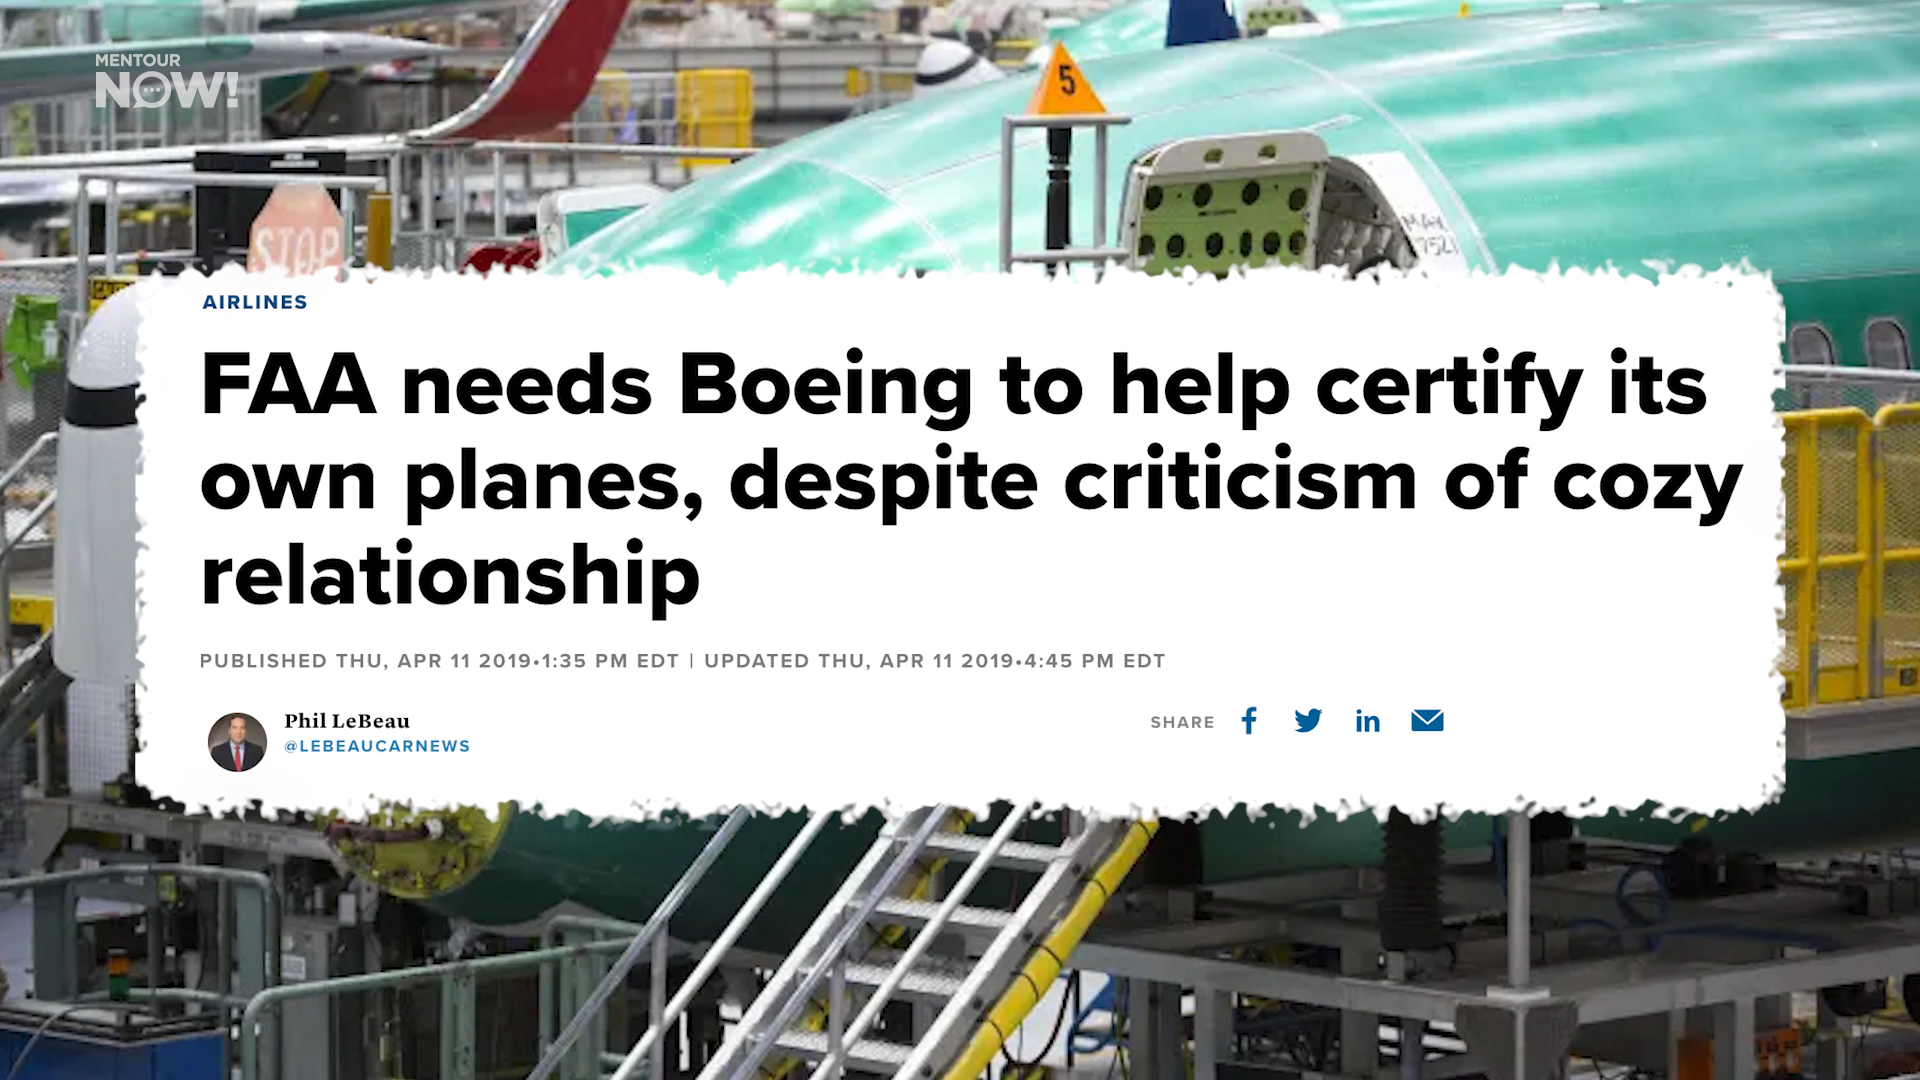 MENTOUR
NOW!
5
STOP
AIRLINES
FAA needs Boeing to help certify its
own planes, despite criticism of cozy
relationship
PUBLISHED THU, APR 11 2019•1:35 PM EDT | UPDATED THU, APR 11 2019•4:45 PM EDT
Phil LeBeau
@LEBEAUCARNEWS
SHARE